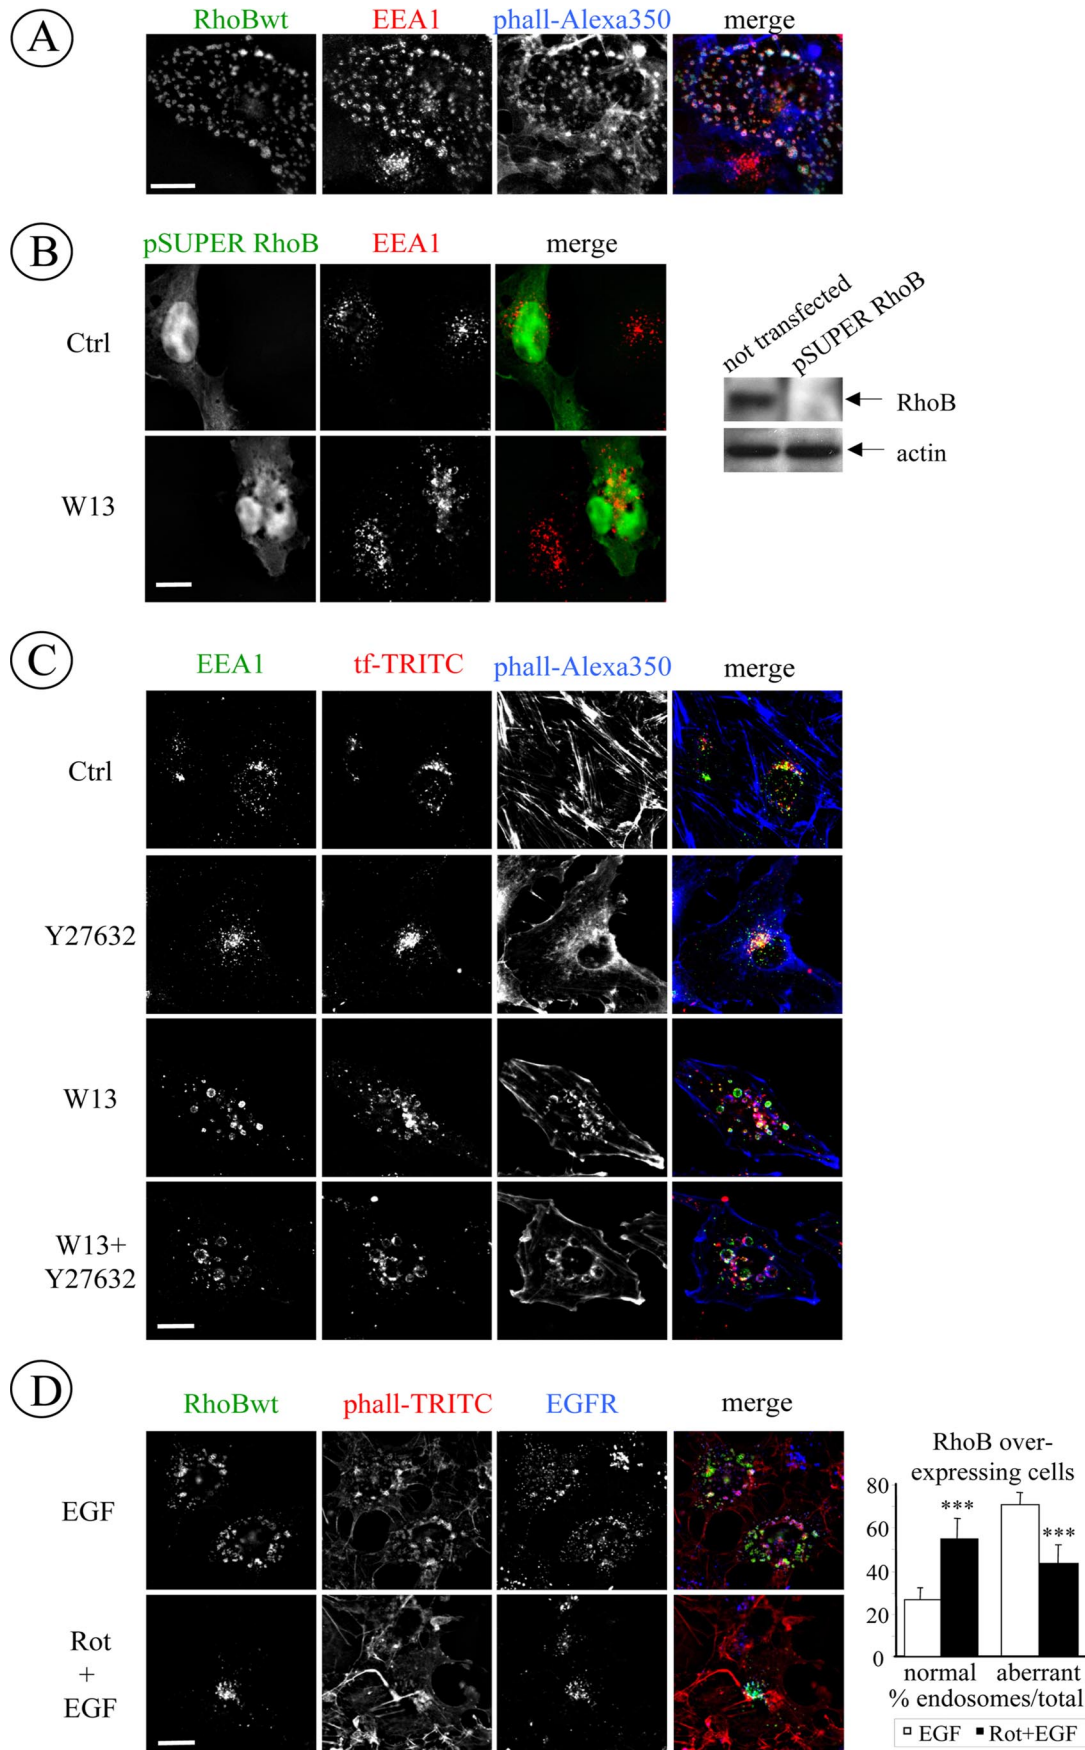 A
RhoBwt EEA1 phall-Alexa350 merge
B
pSUPER RhoB EEA1 merge
not transfected
pSUPER RhoB
Ctrl
RhoB
actin
W13
C
EEA1 tf-TRITC phall-Alexa350 merge
Ctrl
Y27632
W13
W13+
Y27632
D
RhoBwt phall-TRITC EGFR merge
EGF
Rot
+
EGF
RhoB over-
expressing cells
80
60
40
20
0
***
***
normal aberrant
% endosomes/total
EGF Rot+EGF